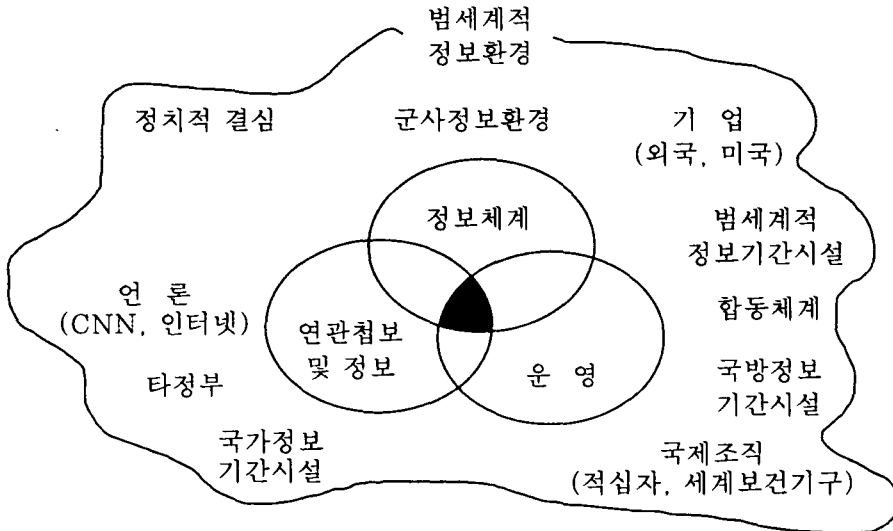 범세계적
정보환경
정치적 결심
군사정보환경
기 업
(외국, 미국)
정보체계
범세계적
정보기간시설
언 론
(CNN, 인터넷)
연관첩보
및 정보
운 영
합동체계
타정부
국방정보
기간시설
국가정보
기간시설
국제조직
(적십자, 세계보건기구)